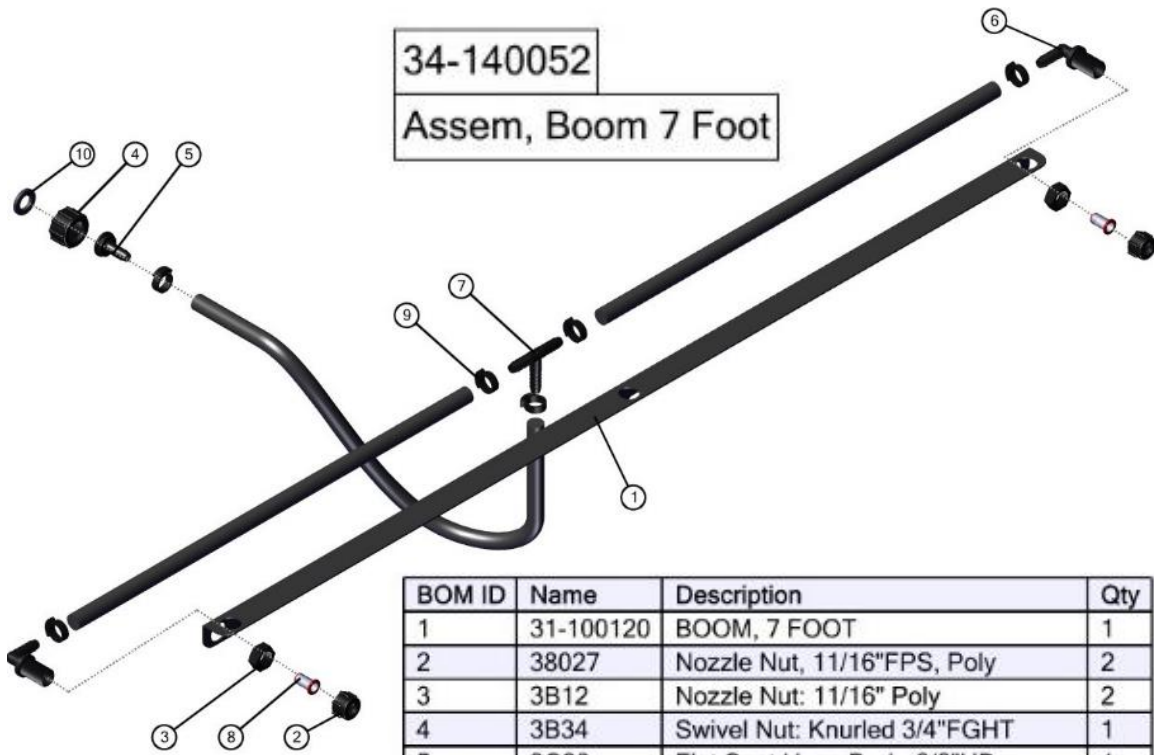 34-140052
Assem, Boom 7 Foot
6
10
4
5
7
9
1
3
8
2
BOM ID Name Description Qty
1 31-100120 BOOM, 7 FOOT 1
2 38027 Nozzle Nut, 11/16"FPS, Poly 2
3 3B12 Nozzle Nut: 11/16" Poly 2
4 3B34 Swivel Nut: Knurled 3/4"FGHT 1